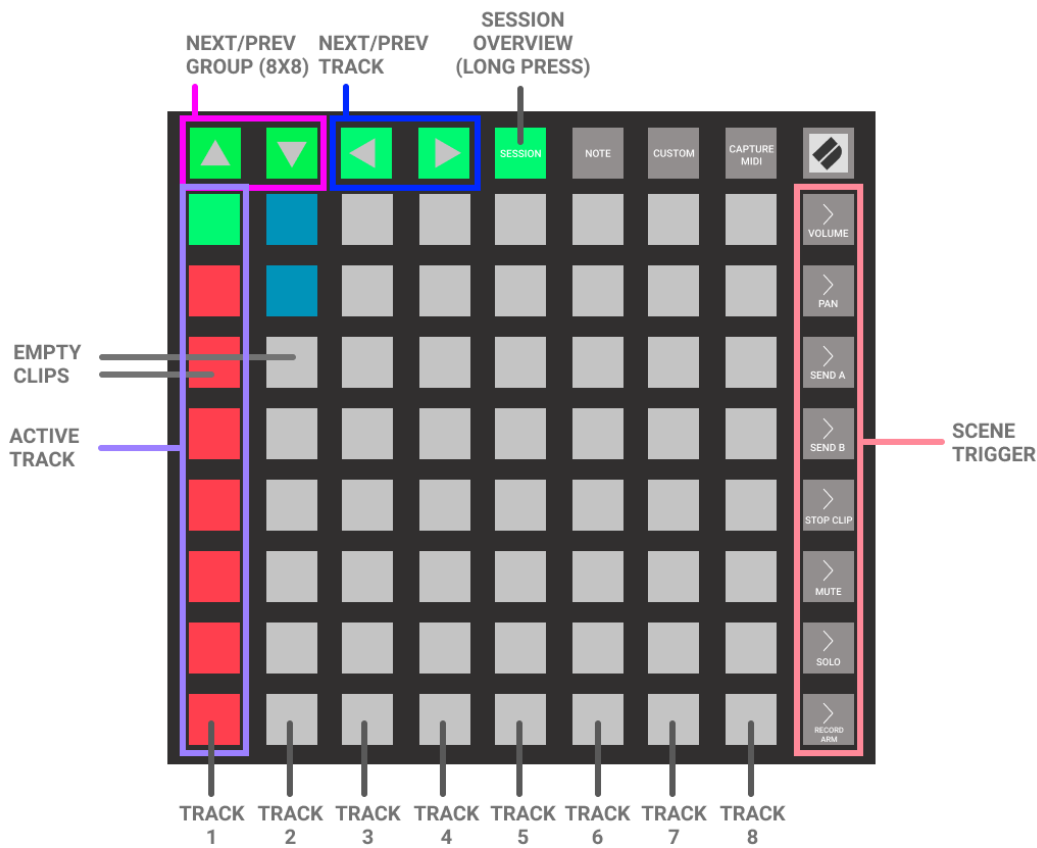 SESSION
OVERVIEW
(LONG PRESS)
NEXT/PREV
GROUP (8X8)
NEXT/PREV
TRACK
SESSION
NOTE
CUSTOM
CAPTURE
MIDI
VOLUME
PAN
SEND A
SEND B
STOP CLIP
MUTE
SOLO
RECORD
ARM
EMPTY
CLIPS
ACTIVE
TRACK
SCENE
TRIGGER
TRACK
1
TRACK
2
TRACK
3
TRACK
4
TRACK
5
TRACK
6
TRACK
7
TRACK
8